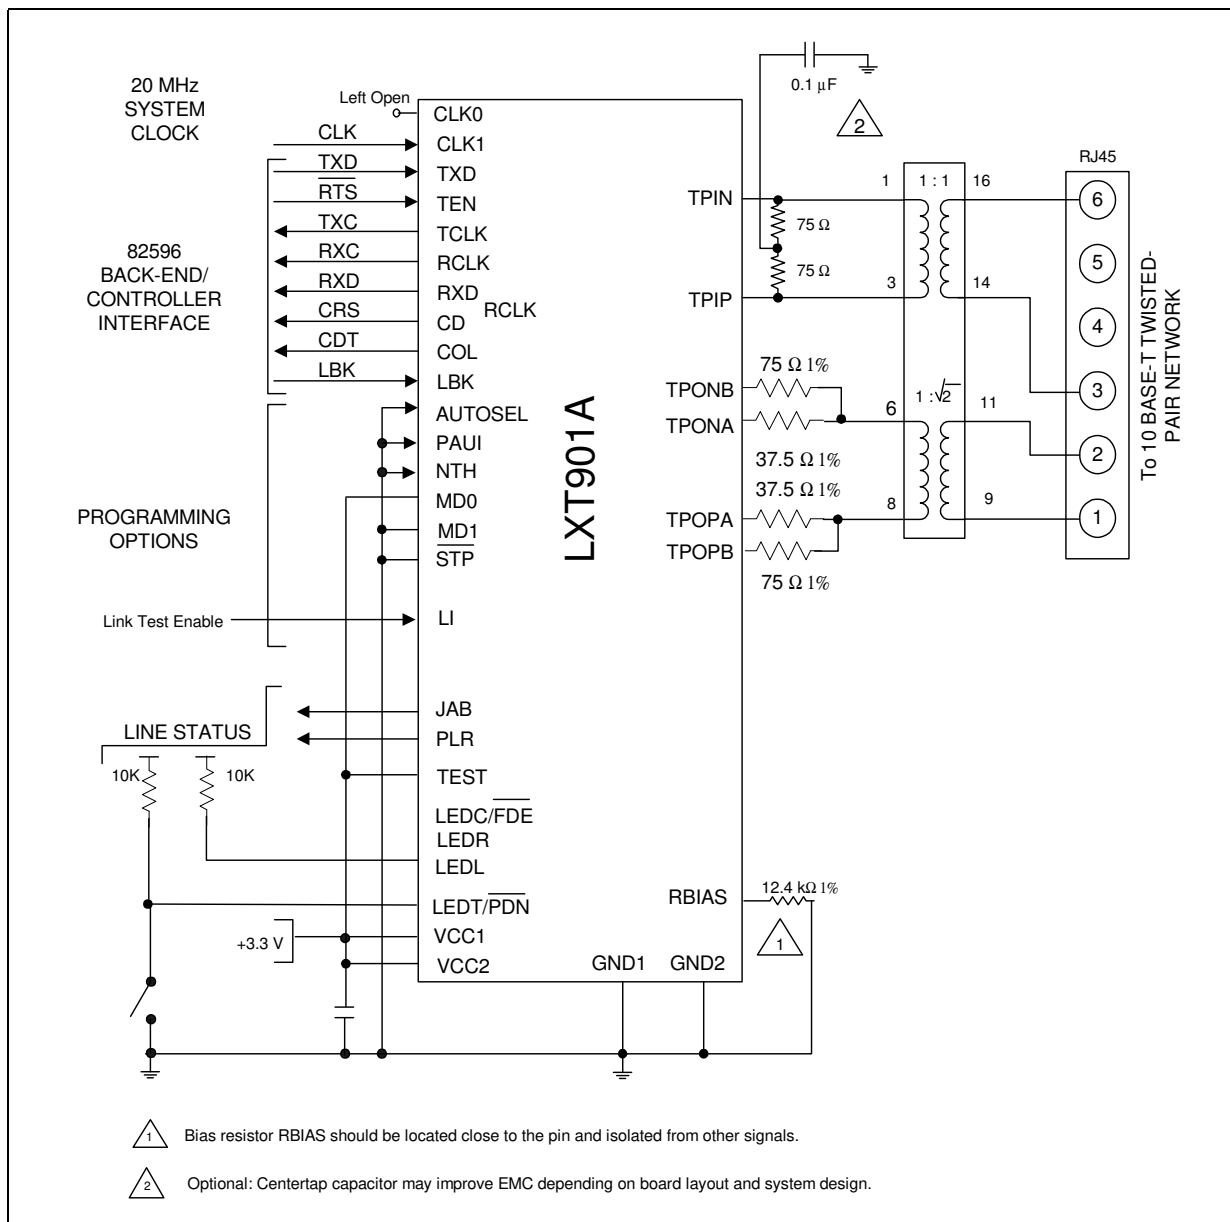 20 MHz
SYSTEM
CLOCK
Left Open
CLK
TXD
RTS
TXC
RXC
RXD
CRS
CDT
LBK
82596
BACK-END/
CONTROLLER
INTERFACE
PROGRAMMING
OPTIONS
Link Test Enable
LINE STATUS
10K
10K
+3.3 V
CLK0
CLK1
TXD
TEN
TCLK
RCLK
RXD
RCLK
CD
COL
LBK
AUTOSEL
PAUI
NTH
MD0
MD1
STP
LI
JAB
PLR
TEST
LEDC/FDE
LEDR
LEDL
LEDT/PDN
VCC1
VCC2
LXT901A
GND1
GND2
TPIN
TPIP
TPONB
TPONA
TPOPA
TPOPB
RBIAS
0.1 µF
2
75 Ω
75 Ω
75 Ω 1%
37.5 Ω 1%
37.5 Ω 1%
75 Ω 1%
12.4 kΩ 1%
1
1
1 : 1
16
3
14
6
1 :√2
11
8
9
RJ45
6
5
4
3
2
1
To 10 BASE-T TWISTED-
PAIR NETWORK
1 Bias resistor RBIAS should be located close to the pin and isolated from other signals.
2 Optional: Centertap capacitor may improve EMC depending on board layout and system design.